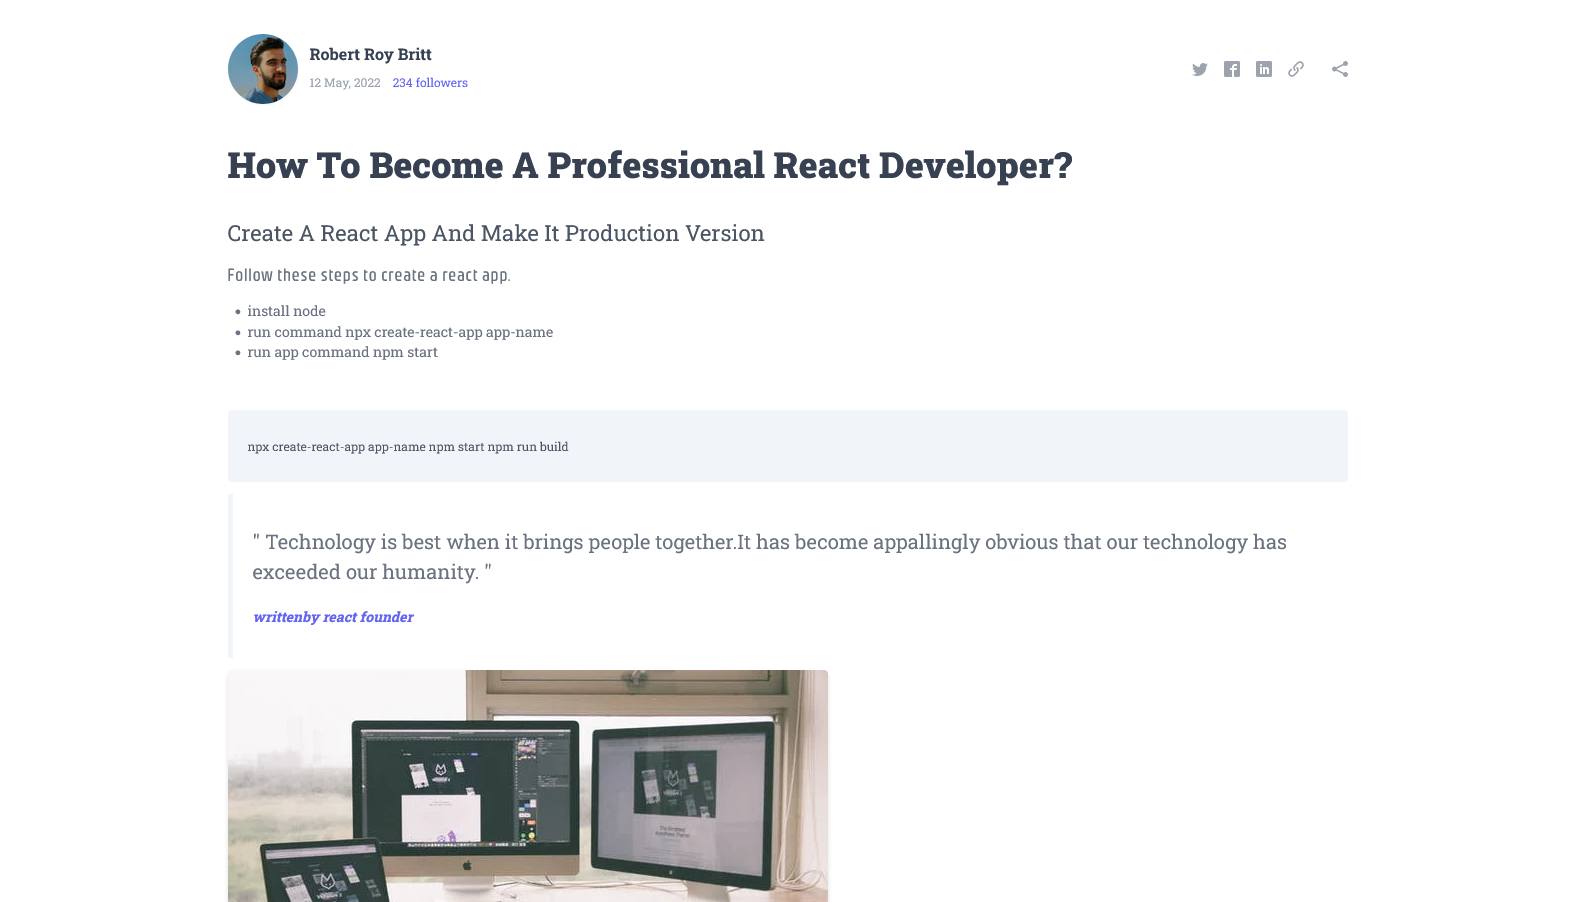 Robert Roy Britt
12 May, 2022 234 followers
How To Become A Professional React Developer?
Create A React App And Make It Production Version
Follow these steps to create a react app.
• install node
• run command npx create-react-app app-name
• run app command npm start
npx create-react-app app-name npm start npm run build
" Technology is best when it brings people together.It has become appallingly obvious that our technology has
exceeded our humanity. "
writtenby react founder